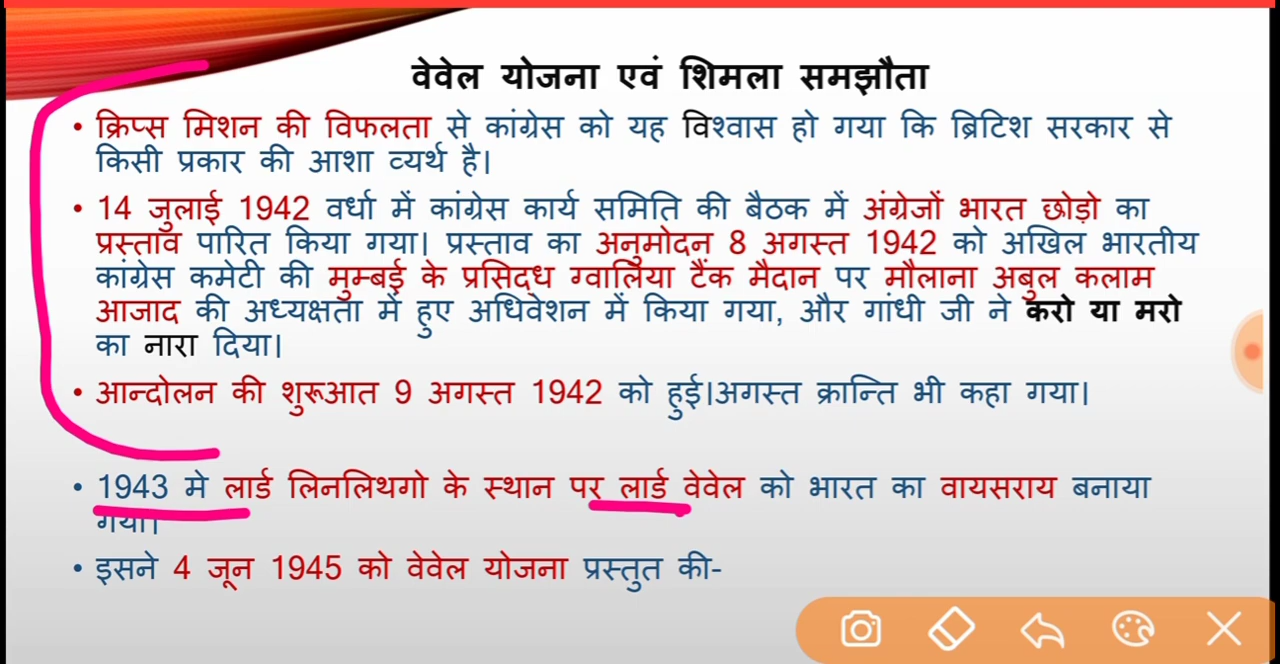 वेवेल योजना एवं शिमला समझौता
• क्रिप्स मिशन की विफलता से कांग्रेस को यह विश्वास हो गया कि ब्रिटिश सरकार से
किसी प्रकार की आशा व्यर्थ है।
• 14 जुलाई 1942 वर्धा में कांग्रेस कार्य समिति की बैठक में अंग्रेजों भारत छोड़ो का
प्रस्ताव पारित किया गया। प्रस्ताव का अनुमोदन 8 अगस्त 1942 को अखिल भारतीय
कांग्रेस कमेटी की मुम्बई के प्रसिद्ध ग्वालिया टैंक मैदान पर मौलाना अबुल कलाम
आजाद की अध्यक्षता में हुए अधिवेशन में किया गया, और गांधी जी ने करो या मरो
का नारा दिया।
• आन्दोलन की शुरूआत 9 अगस्त 1942 को हुई।अगस्त क्रान्ति भी कहा गया।
• 1943 मे लार्ड लिनलिथगो के स्थान पर लार्ड वेवेल को भारत का वायसराय बनाया
गया।
• इसने 4 जून 1945 को वेवेल योजना प्रस्तुत की-